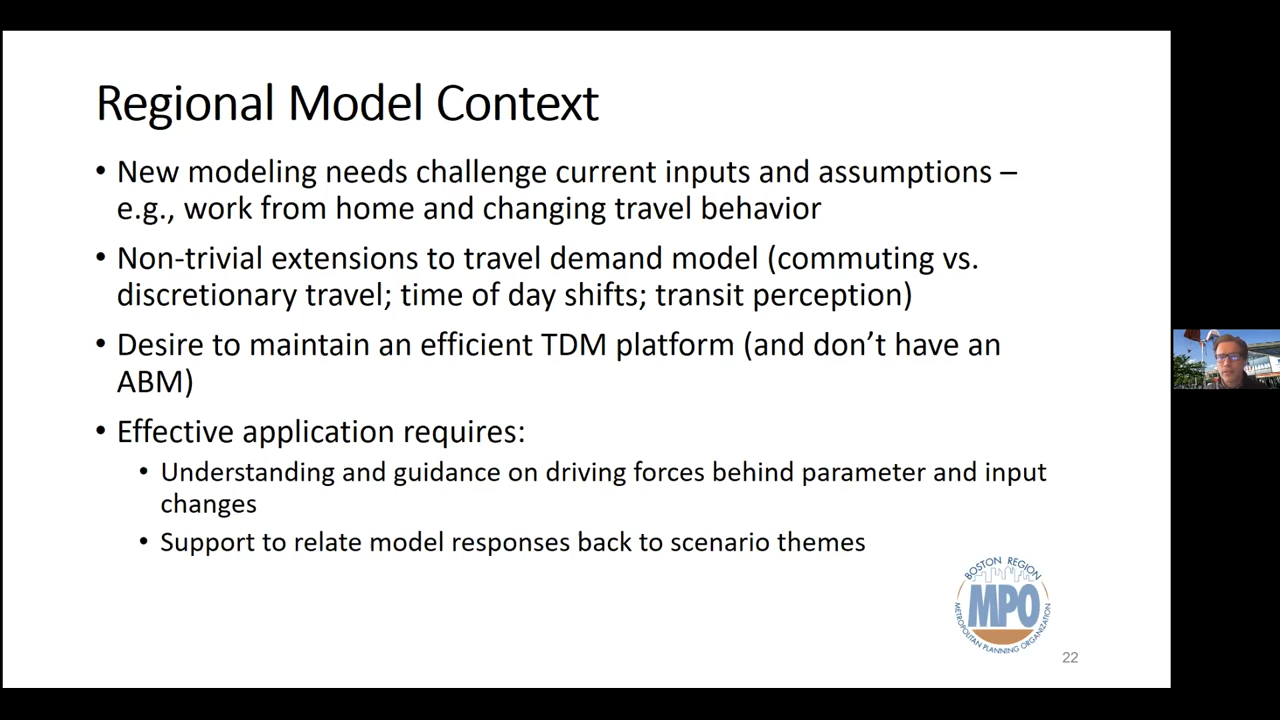 Regional Model Context
• New modeling needs challenge current inputs and assumptions –
e.g., work from home and changing travel behavior
• Non-trivial extensions to travel demand model (commuting vs.
discretionary travel; time of day shifts; transit perception)
• Desire to maintain an efficient TDM platform (and don’t have an
ABM)
• Effective application requires:
• Understanding and guidance on driving forces behind parameter and input
changes
• Support to relate model responses back to scenario themes
BOSTON REGION
MPO
METROPOLITAN PLANNING ORGANIZATION
22